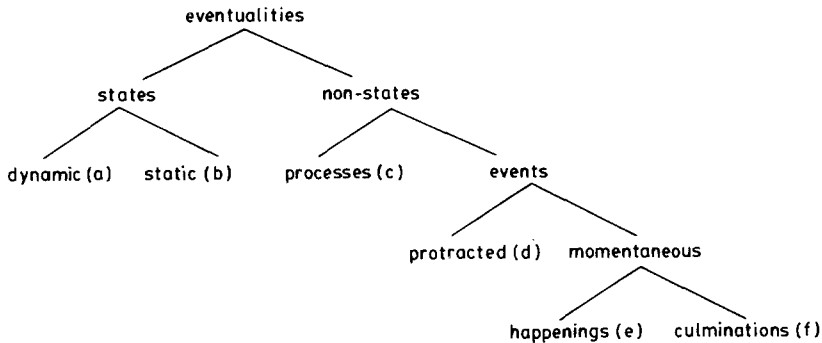 eventualities
states non-states
dynamic (a) static (b) processes (c) events
protracted (d) momentaneous
happenings (e) culminations (f)